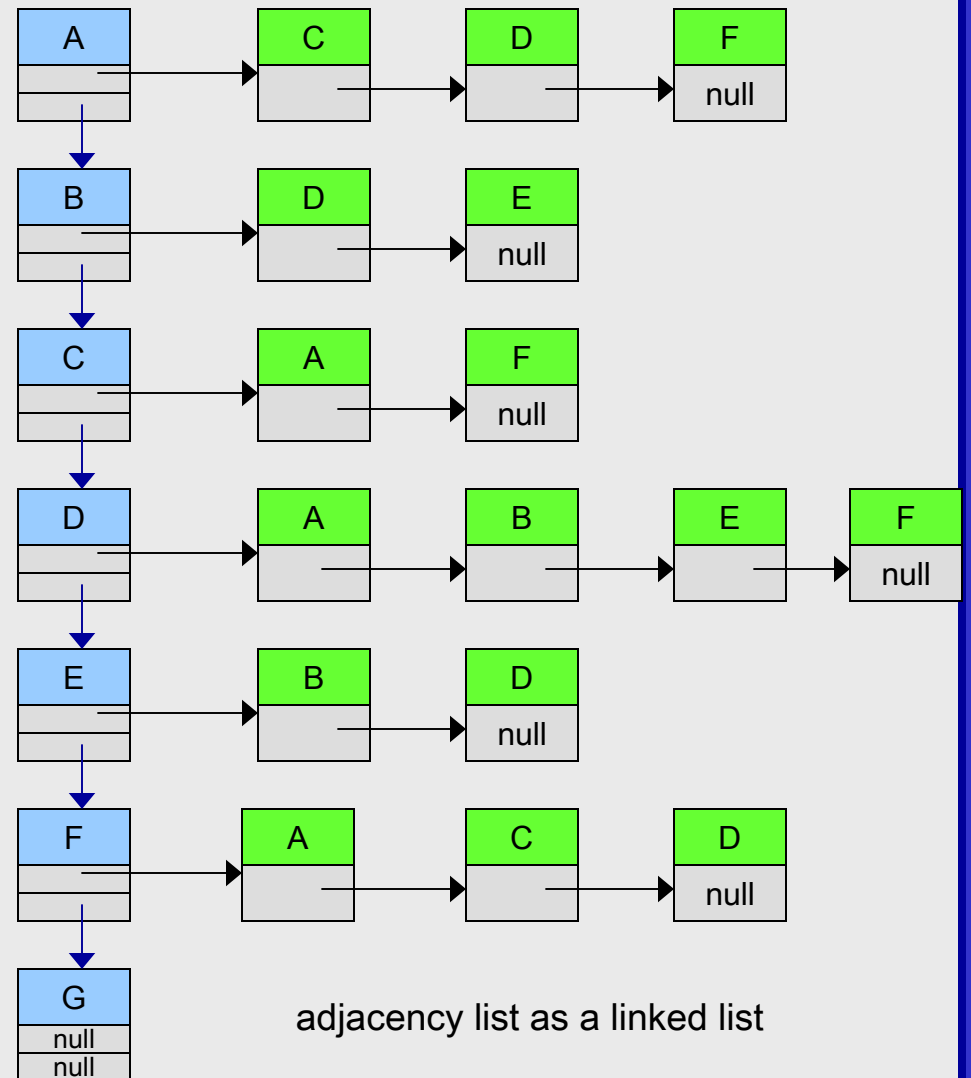 A C D F
null
B D E
null
C A F
null
D A B E F
null
E B D
null
F A C D
null
G
null
null
adjacency list as a linked list